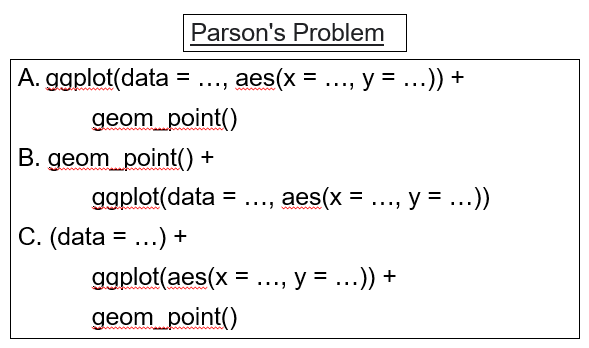 Parson's Problem
A. ggplot(data = …, aes(x = …, y = …)) +
geom_point()
B. geom_point() +
ggplot(data = …, aes(x = …, y = …))
C. (data = …) +
ggplot(aes(x = …, y = …)) +
geom_point()